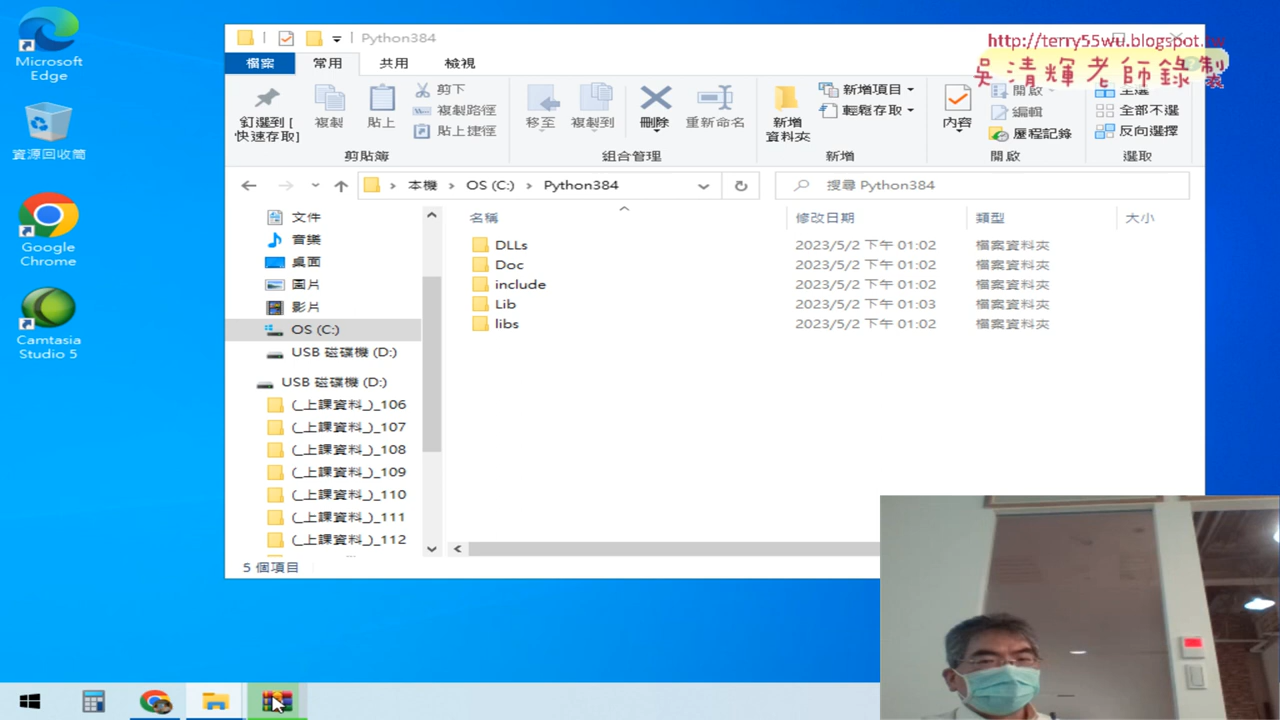 Microsoft
Edge
資源回收筒
Google
Chrome
Camtasia
Studio 5
Python384
http://terry55wu.blogspot.tw
吳清輝老師錄製
檔案
常用
共用
檢視
釘選到 [
快速存取]
複製
貼上
剪下
複製路徑
貼上捷徑
剪貼簿
移至
複製到
刪除
重新命名
組合管理
新增
資料夾
新增項目
輕鬆存取
新增
內容
開啟
編輯
歷程記錄
開啟
全選
全部不選
反向選擇
選取
本機
OS (C:)
Python384
搜尋 Python384
文件
音樂
桌面
圖片
影片
OS (C:)
USB 磁碟機 (D:)
USB 磁碟機 (D:)
(_上課資料_)_106
(_上課資料_)_107
(_上課資料_)_108
(_上課資料_)_109
(_上課資料_)_110
(_上課資料_)_111
(_上課資料_)_112
名稱 修改日期 類型 大小
DLLs 2023/5/2 下午 01:02 檔案資料夾
Doc 2023/5/2 下午 01:02 檔案資料夾
include 2023/5/2 下午 01:02 檔案資料夾
Lib 2023/5/2 下午 01:03 檔案資料夾
libs 2023/5/2 下午 01:02 檔案資料夾
5 個項目